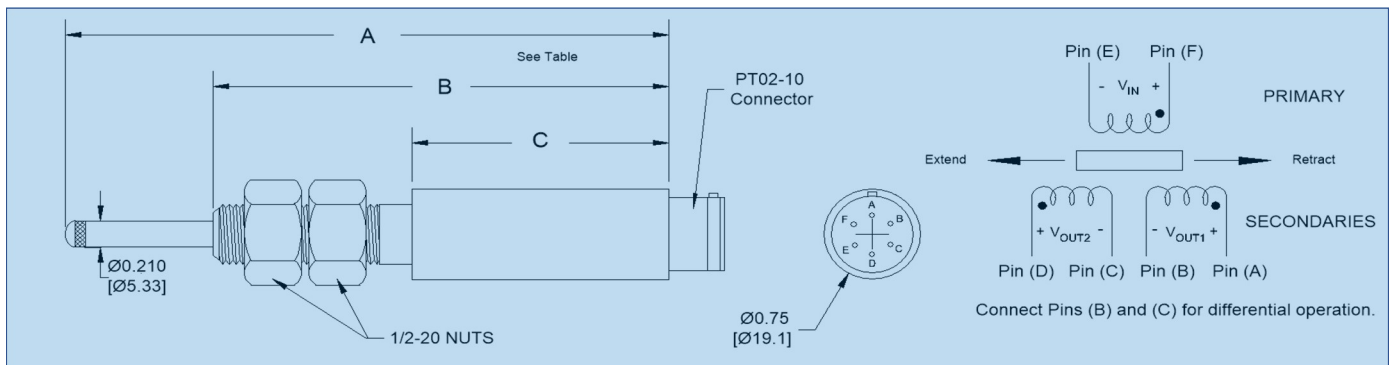 A
See Table
B
PT02-10
Connector
C
Ø0.210
[Ø5.33]
1/2-20 NUTS
A
F
B
E
C
D
Ø0.75
[Ø19.1]
Pin (E) Pin (F)
- VIN +
PRIMARY
Extend
Retract
SECONDARIES
+ VOUT2 -
- VOUT1 +
Pin (D) Pin (C) Pin (B) Pin (A)
Connect Pins (B) and (C) for differential operation.